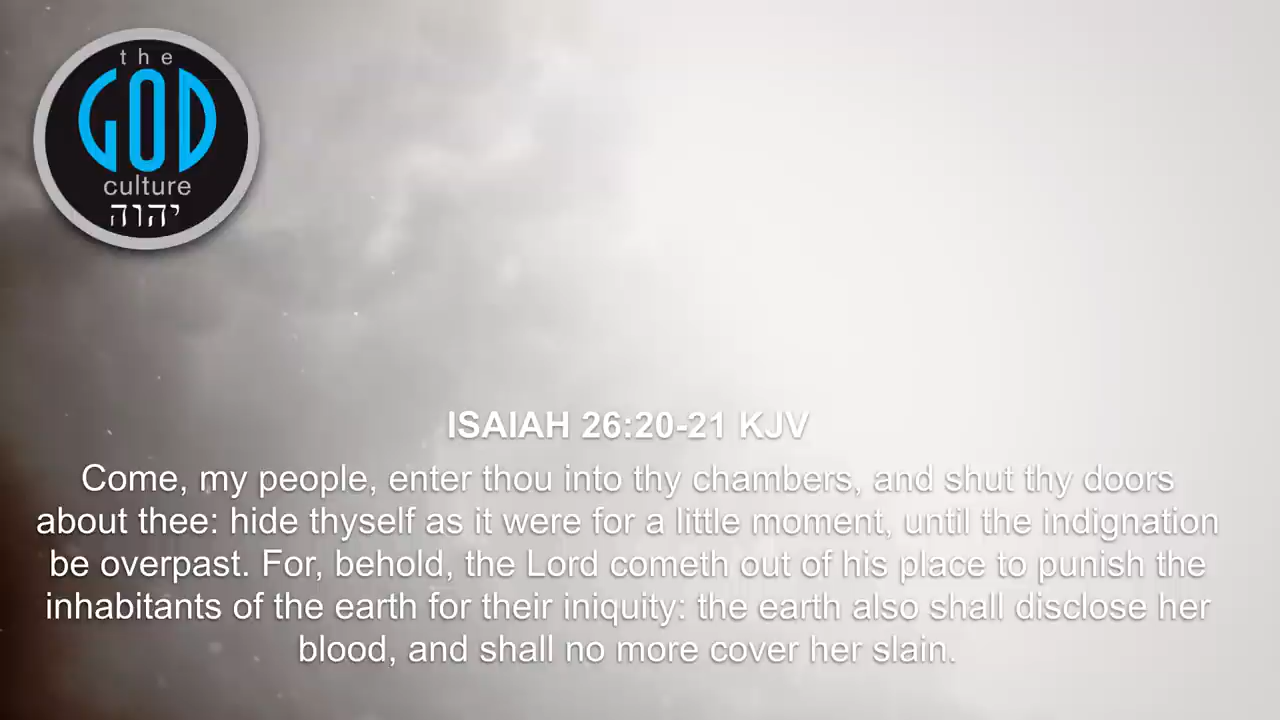 the
GOD
culture
יהוה
ISAIAH 26:20-21 KJV
Come, my people, enter thou into thy chambers, and shut thy doors
about thee: hide thyself as it were for a little moment, until the indignation
be overpast. For, behold, the Lord cometh out of his place to punish the
inhabitants of the earth for their iniquity: the earth also shall disclose her
blood, and shall no more cover her slain.